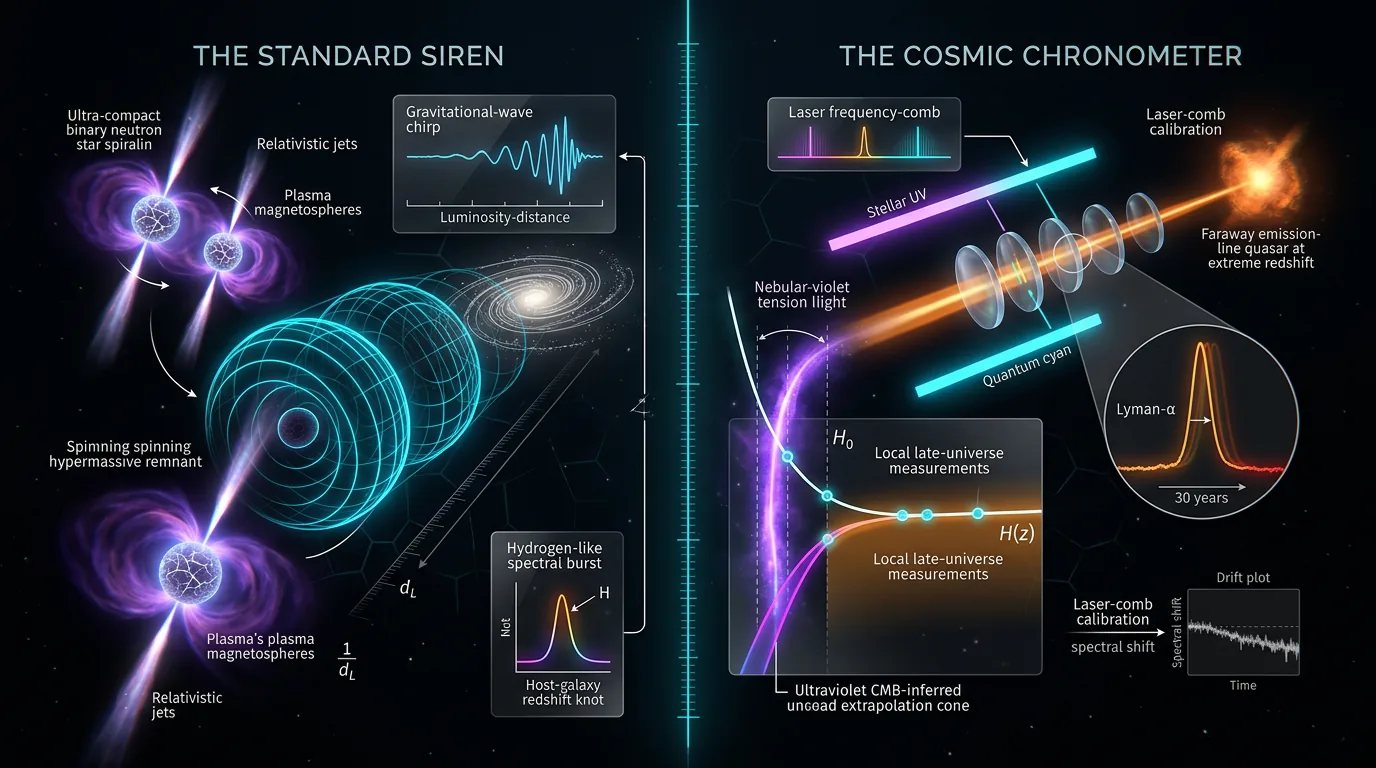 THE STANDARD SIREN
Ultra-compact
binary neutron
star spiralin
Relativistic jets
Plasma
magnetospheres
Gravitational-wave
chirp
Luminosity-distance
Spinning spinning
hypermassive remnant
Plasma's plasma
magnetospheres
Relativistic
jets
1
d_L
d_L
Hydrogen-like
spectral burst
H
Not
Host-galaxy
redshift knot
THE COSMIC CHRONOMETER
Laser frequency-comb
Laser-comb
calibration
Stellar UV
Faraway emission-
line quasar at
extreme redshift
Nebular-violet
tension llight
Quantum cyan
Lyman-α
30 years
H₀
Local late-universe
measurements
H(z)
Local late-universe
measurements
Ultraviolet CMB-inferred
extrapolation cone
Laser-comb
calibration
spectral shift
Drift plot
Spectral shift
Time